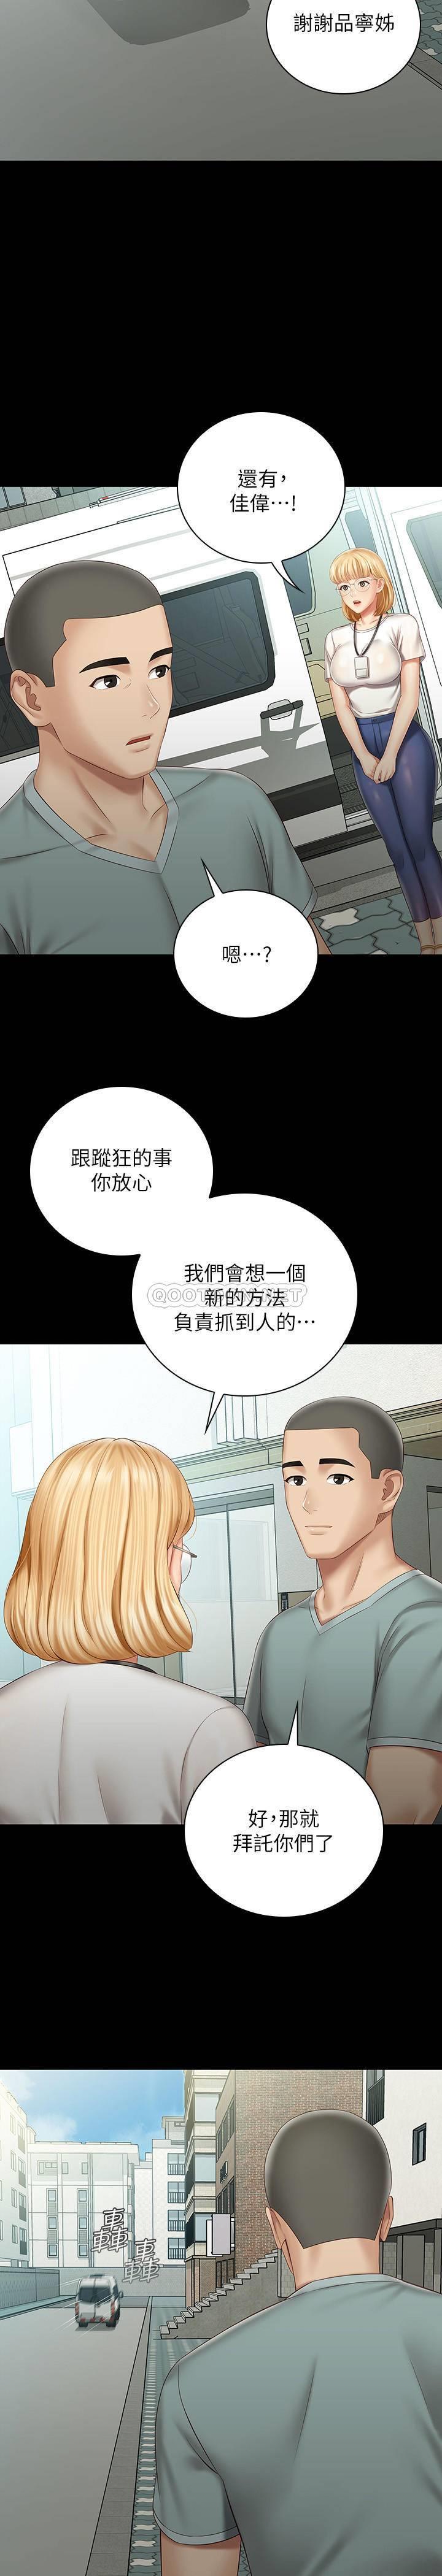 謝謝品寧姊
還有,
佳偉⋯!
嗯⋯?
跟蹤狂的事
你放心
我們會想一個
新的方法
負責抓到人的⋯
好,那就
拜託你們了
轟
轟